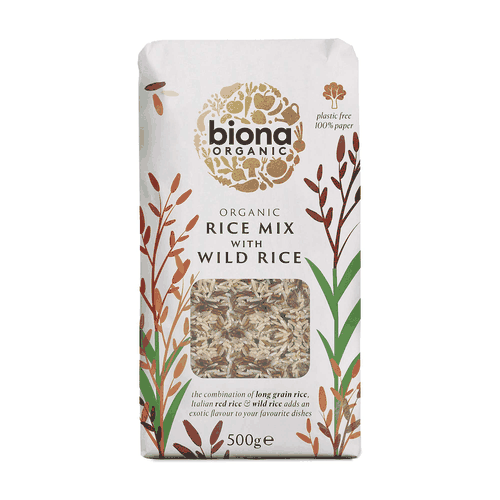 biona
ORGANIC
plastic free
100% paper
ORGANIC
RICE MIX
WITH
WILD RICE
the combination of long grain rice,
Italian red rice & wild rice adds an
exotic flavour to your favourite dishes
500g℮